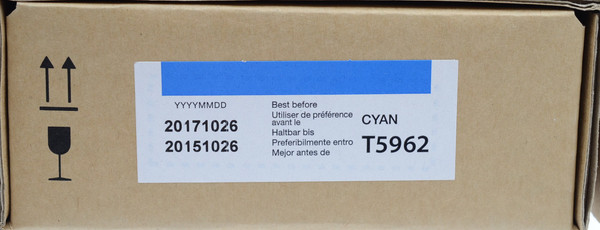 YYYYMMDD
20171026
20151026
Best before
Utiliser de préférence
avant le
Haltbar bis
Preferibilmente entro
Mejor antes de
CYAN
T5962